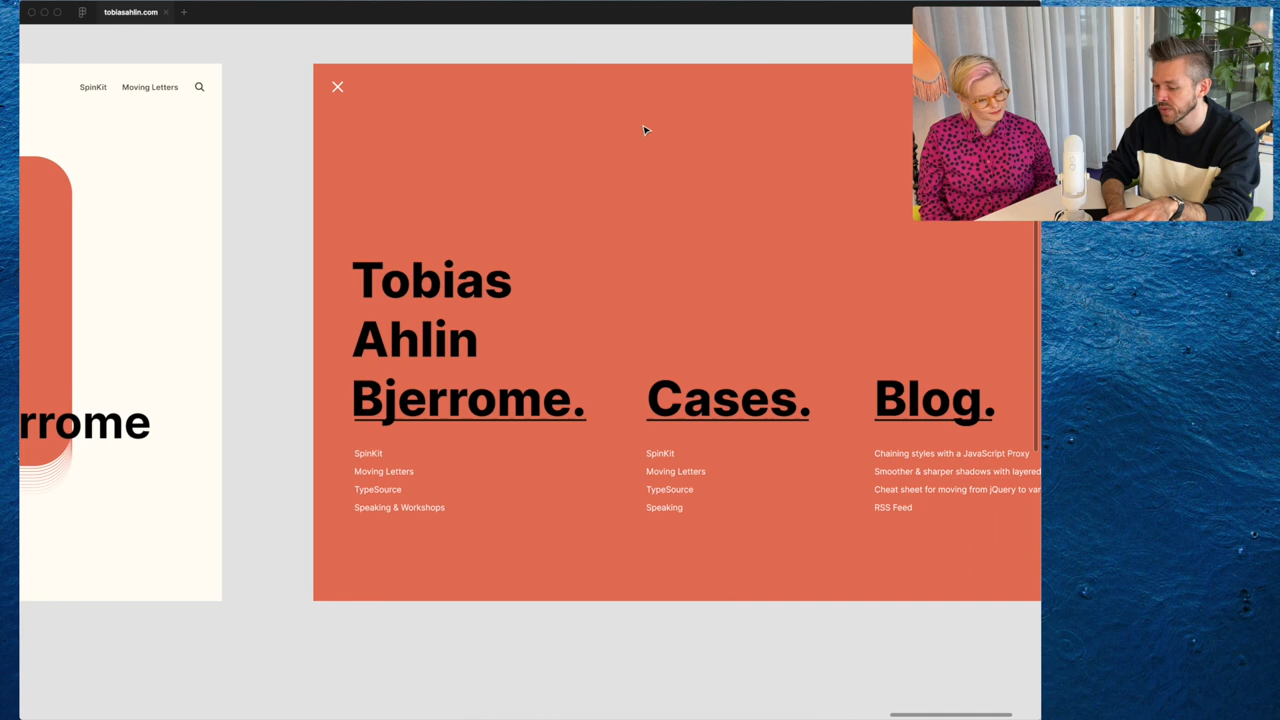 tobiasahlin.com
SpinKit
Moving Letters
rrome
Tobias
Ahlin
Bjerrome.
Cases.
Blog.
SpinKit
Moving Letters
TypeSource
Speaking & Workshops
SpinKit
Moving Letters
TypeSource
Speaking
Chaining styles with a JavaScript Proxy
Smoother & sharper shadows with layered
Cheat sheet for moving from jQuery to var
RSS Feed